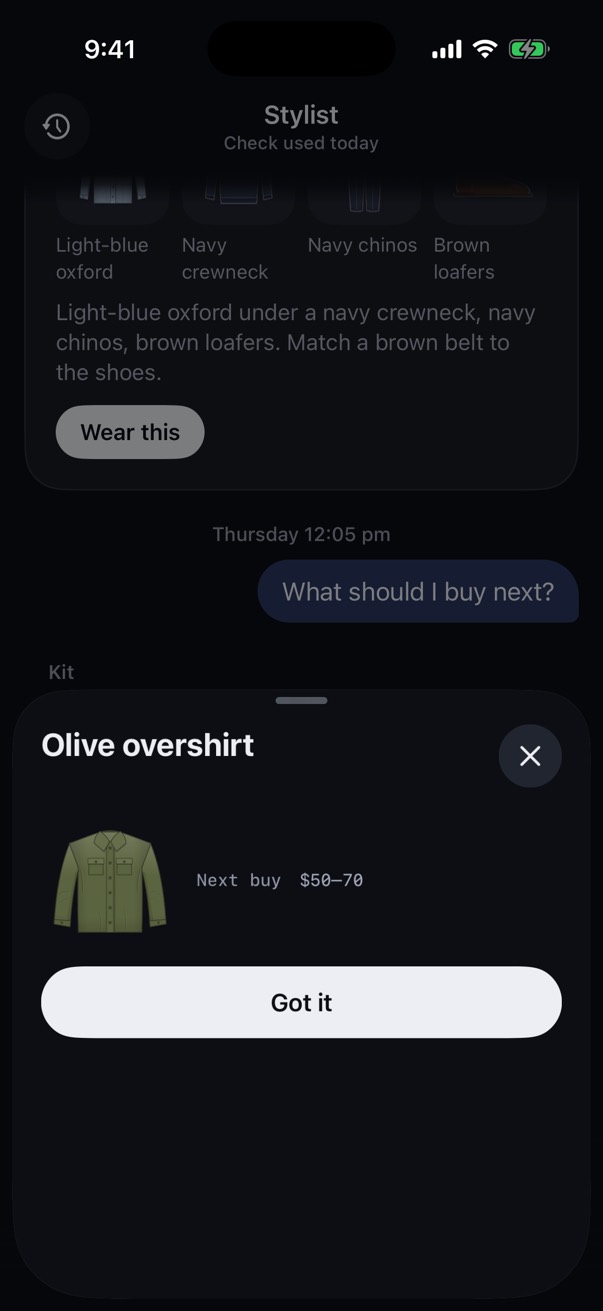 9:41
Stylist
Check used today
Light-blue oxford
Navy crewneck
Navy chinos
Brown loafers
Light-blue oxford under a navy crewneck, navy
chinos, brown loafers. Match a brown belt to
the shoes.
Wear this
Thursday 12:05 pm
What should I buy next?
Kit
Olive overshirt
Next buy $50–70
Got it